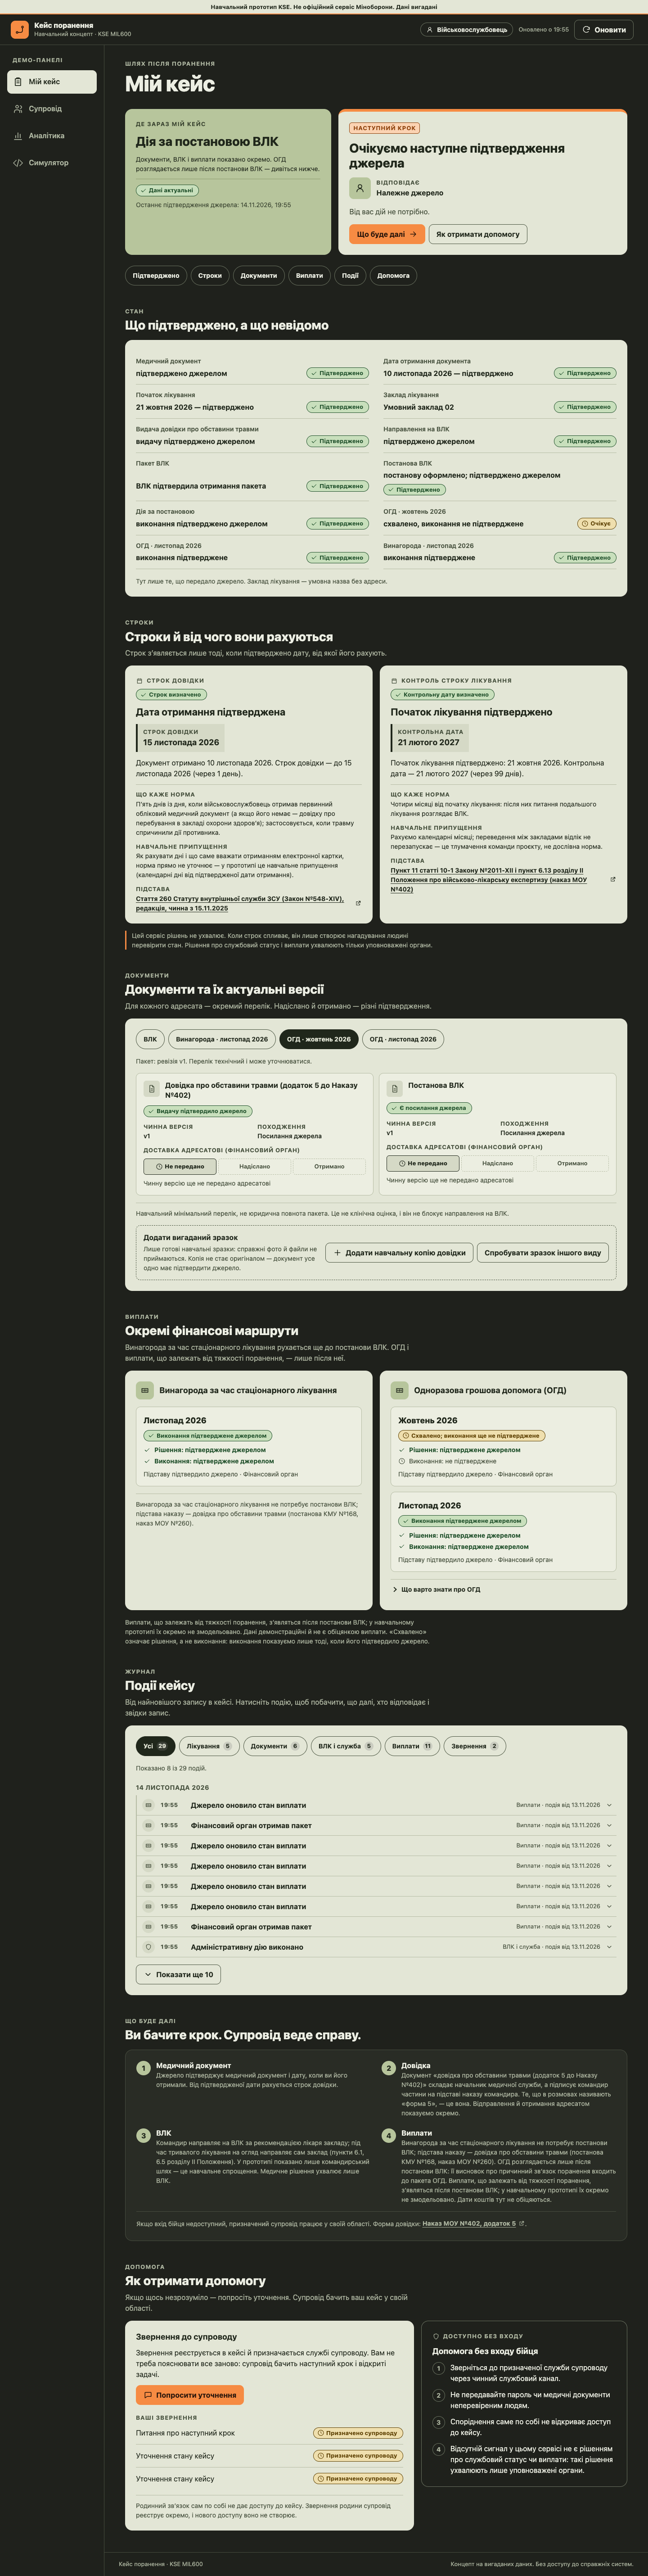 Навчальний прототип KSE. Не офіційний сервіс Міноборони. Дані вигадані
Кейс поранення
Навчальний концепт · KSE MIL600
Військовослужбовець
Оновлено о 19:55
Оновити
ДЕМО-ПАНЕЛІ
Мій кейс
Супровід
Аналітика
Симулятор
ШЛЯХ ПІСЛЯ ПОРАНЕННЯ
Мій кейс
ДЕ ЗАРАЗ МІЙ КЕЙС
Дія за постановою ВЛК
Документи, ВЛК і виплати показано окремо. ОГД
розглядається лише після постанови ВЛК – дивіться нижче.
Дані актуальні
Останнє підтвердження джерела: 14.11.2026, 19:55
НАСТУПНИЙ КРОК
Очікуємо наступне підтвердження
джерела
ВІДПОВІДАЄ
Належне джерело
Від вас дій не потрібно.
Що буде далі
Як отримати допомогу
Підтверджено
Строки
Документи
Виплати
Події
Допомога
СТАН
Що підтверджено, а що невідомо
Медичний документ
підтверджено джерелом
Підтверджено
Дата отримання документа
10 листопада 2026 — підтверджено
Підтверджено
Початок лікування
21 жовтня 2026 — підтверджено
Підтверджено
Заклад лікування
Умовний заклад 02
Підтверджено
Видача довідки про обставини травми
видачу підтверджено джерелом
Підтверджено
Направлення на ВЛК
підтверджено джерелом
Підтверджено
Пакет ВЛК
ВЛК підтвердила отримання пакета
Підтверджено
Постанова ВЛК
постанову оформлено; підтверджено джерелом
Підтверджено
Дія за постановою
виконання підтверджено джерелом
Підтверджено
ОГД · жовтень 2026
схвалено, виконання не підтверджене
Очікує
ОГД · листопад 2026
виконання підтверджене
Підтверджено
Винагорода · листопад 2026
виконання підтверджене
Підтверджено
Тут лише те, що передало джерело. Заклад лікування — умовна назва без адреси.
СТРОКИ
Строки й від чого вони рахуються
Строк з’являється лише тоді, коли підтверджено дату, від якої його рахують.
СТРОК ДОВІДКИ
Строк визначено
Дата отримання підтверджена
СТРОК ДОВІДКИ
15 листопада 2026
Документ отримано 10 листопада 2026. Строк довідки — до 15
листопада 2026 (через 1 день).
ЩО КАЖЕ НОРМА
П’ять днів із дня, коли військовослужбовець отримав первинний
обліковий медичний документ (а якщо його немає — довідку про
перебування в закладі охорони здоров’я); застосовується, коли травму
спричинили дії противника.
НАВЧАЛЬНЕ ПРИПУЩЕННЯ
Як рахувати дні і що саме вважати отриманням електронної картки,
норма прямо не уточнює — у прототипі це навчальне припущення
(календарні дні від підтвердженої дати отримання).
ПІДСТАВА
Стаття 260 Статуту внутрішньої служби ЗСУ (Закон №548-XIV),
редакція, чинна з 15.11.2025
КОНТРОЛЬ СТРОКУ ЛІКУВАННЯ
Контрольну дату визначено
Початок лікування підтверджено
КОНТРОЛЬНА ДАТА
21 лютого 2027
Початок лікування підтверджено: 21 жовтня 2026. Контрольна
дата — 21 лютого 2027 (через 99 днів).
ЩО КАЖЕ НОРМА
Чотири місяці від початку лікування: після них питання подальшого
лікування розглядає ВЛК.
НАВЧАЛЬНЕ ПРИПУЩЕННЯ
Рахуємо календарні місяці; переведення між закладами відлік не
перезапускає — це тлумачення команди проєкту, не дослівна норма.
ПІДСТАВА
Пункт 11 статті 10-1 Закону №2011-XII і пункт 6.13 розділу II
Положення про військово-лікарську експертизу (наказ МОУ
№402)
Цей сервіс рішень не ухвалює. Коли строк спливає, він лише створює нагадування людині
перевірити стан. Рішення про службовий статус і виплати ухвалюють тільки уповноважені органи.
ДОКУМЕНТИ
Документи та їх актуальні версії
Для кожного адресата — окремий перелік. Надіслано й отримано — різні підтвердження.
ВЛК
Винагорода · листопад 2026
ОГД · жовтень 2026
ОГД · листопад 2026
Пакет: ревізія v1. Перелік технічний і може уточнюватися.
Довідка про обставини травми (додаток 5 до Наказу
№402)
Видачу підтвердило джерело
ЧИННА ВЕРСІЯ
v1
ПОХОДЖЕННЯ
Посилання джерела
ДОСТАВКА АДРЕСАТОВІ (ФІНАНСОВИЙ ОРГАН)
Не передано
Надіслано
Отримано
Чинну версію ще не передано адресатові
Постанова ВЛК
Є посилання джерела
ЧИННА ВЕРСІЯ
v1
ПОХОДЖЕННЯ
Посилання джерела
ДОСТАВКА АДРЕСАТОВІ (ФІНАНСОВИЙ ОРГАН)
Не передано
Надіслано
Отримано
Чинну версію ще не передано адресатові
Навчальний мінімальний перелік, не юридична повнота пакета. Це не клінічна оцінка, і він не блокує направлення на ВЛК.
Додати вигаданий зразок
Лише готові навчальні зразки: справжні фото й файли не
приймаються. Копія не стає оригіналом — документ усе
одно має підтвердити джерело.
Додати навчальну копію довідки
Спробувати зразок іншого виду
ВИПЛАТИ
Окремі фінансові маршрути
Винагорода за час стаціонарного лікування рухається ще до постанови ВЛК. ОГД і
виплати, що залежать від тяжкості поранення, — лише після неї.
Винагорода за час стаціонарного лікування
Листопад 2026
Виконання підтверджене джерелом
Рішення: підтверджене джерелом
Виконання: підтверджене джерелом
Підставу підтвердило джерело · Фінансовий орган
Винагорода за час стаціонарного лікування не потребує постанови ВЛК;
підстава наказу — довідка про обставини травми (постанова КМУ №168,
наказ МОУ №260).
Одноразова грошова допомога (ОГД)
Жовтень 2026
Схвалено; виконання ще не підтверджене
Рішення: підтверджене джерелом
Виконання: не підтверджене
Підставу підтвердило джерело · Фінансовий орган
Листопад 2026
Виконання підтверджене джерелом
Рішення: підтверджене джерелом
Виконання: підтверджене джерелом
Підставу підтвердило джерело · Фінансовий орган
Що варто знати про ОГД
Виплати, що залежать від тяжкості поранення, з’являться після постанови ВЛК; у навчальному
прототипі їх окремо не змодельовано. Дані демонстраційні й не є обіцянкою виплати. «Схвалено»
означає рішення, а не виконання: виконання показуємо лише тоді, коли його підтвердило джерело.
ЖУРНАЛ
Події кейсу
Від найновішого запису в кейсі. Натисніть подію, щоб побачити, що далі, хто відповідає і
звідки запис.
Усі 29
Лікування 5
Документи 6
ВЛК і служба 5
Виплати 11
Звернення 2
Показано 8 із 29 подій.
14 ЛИСТОПАДА 2026
19:55 Джерело оновило стан виплати Виплати · подія від 13.11.2026
19:55 Фінансовий орган отримав пакет Виплати · подія від 13.11.2026
19:55 Джерело оновило стан виплати Виплати · подія від 13.11.2026
19:55 Джерело оновило стан виплати Виплати · подія від 13.11.2026
19:55 Джерело оновило стан виплати Виплати · подія від 13.11.2026
19:55 Джерело оновило стан виплати Виплати · подія від 13.11.2026
19:55 Фінансовий орган отримав пакет Виплати · подія від 13.11.2026
19:55 Адміністративну дію виконано ВЛК і служба · подія від 13.11.2026
Показати ще 10
ЩО БУДЕ ДАЛІ
Ви бачите крок. Супровід веде справу.
1
Медичний документ
Джерело підтверджує медичний документ і дату, коли ви його
отримали. Від підтвердженої дати рахується строк довідки.
2
Довідка
Документ «довідка про обставини травми (додаток 5 до Наказу
№402)» складає начальник медичної служби, а підписує командир
частини на підставі наказу командира. Те, що в розмовах називають
«форма 5», — це вона. Відправлення й отримання адресатом
показуємо окремо.
3
ВЛК
Командир направляє на ВЛК за рекомендацією лікаря закладу; під
час тривалого лікування на огляд направляє сам заклад (пункти 6.1,
6.5 розділу II Положення). У прототипі показано лише командирський
шлях — це навчальне спрощення. Медичне рішення ухвалює лише
ВЛК.
4
Виплати
Винагорода за час стаціонарного лікування не потребує постанови
ВЛК; підстава наказу — довідка про обставини травми (постанова
КМУ №168, наказ МОУ №260). ОГД розглядається лише після
постанови ВЛК: її висновок про причинний зв’язок поранення входить
до пакета ОГД. Виплати, що залежать від тяжкості поранення,
з’являться після постанови ВЛК; у навчальному прототипі їх окремо
не змодельовано. Дати коштів тут не обіцяються.
Якщо вхід бійця недоступний, призначений супровід працює у своїй області. Форма довідки: Наказ МОУ №402, додаток 5.
ДОПОМОГА
Як отримати допомогу
Якщо щось незрозуміло — попросіть уточнення. Супровід бачить ваш кейс у своїй
області.
Звернення до супроводу
Звернення реєструється в кейсі й призначається службі супроводу. Вам не
треба пояснювати все заново: супровід бачить наступний крок і відкриті
задачі.
Попросити уточнення
ВАШІ ЗВЕРНЕННЯ
Питання про наступний крок
Призначено супроводу
Уточнення стану кейсу
Призначено супроводу
Уточнення стану кейсу
Призначено супроводу
Родинний зв’язок сам по собі не дає доступу до кейсу. Звернення родини супровід
реєструє окремо, і нового доступу воно не створює.
ДОСТУПНО БЕЗ ВХОДУ
Допомога без входу бійця
1 Зверніться до призначеної служби супроводу
через чинний службовий канал.
2 Не передавайте пароль чи медичні документи
неперевіреним людям.
3 Споріднення саме по собі не відкриває доступ
до кейсу.
4 Відсутній сигнал у цьому сервісі не є рішенням
про службовий статус чи виплати: такі рішення
ухвалюють лише уповноважені органи.
Кейс поранення · KSE MIL600
Концепт на вигаданих даних. Без доступу до справжніх систем.